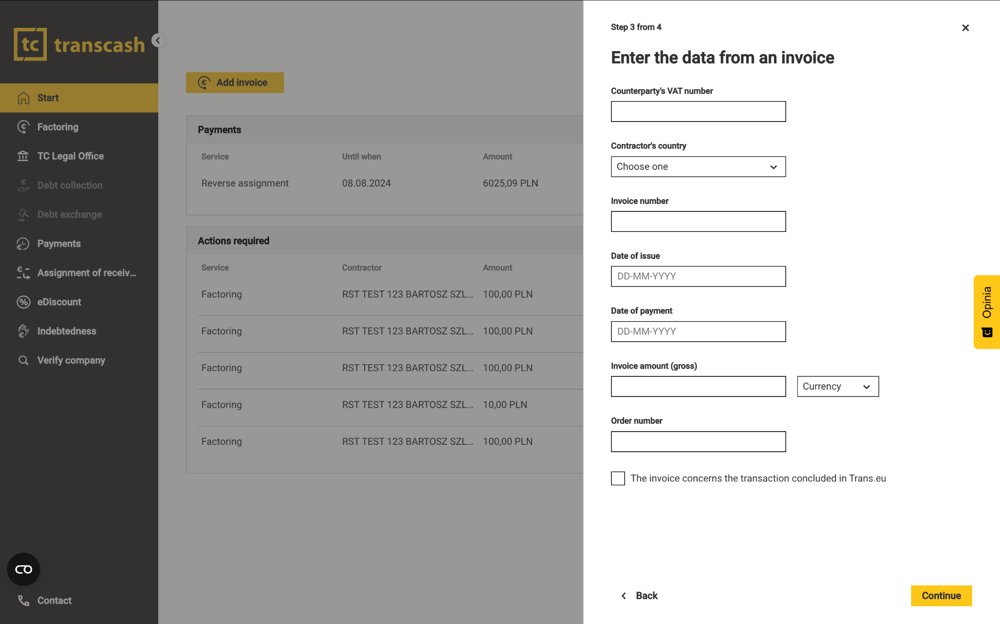 tc transcash
Start
Factoring
TC Legal Office
Debt collection
Debt exchange
Payments
Assignment of receiv...
eDiscount
Indebtedness
Verify company
Contact
Add invoice
Payments
Service Until when Amount
Reverse assignment 08.08.2024 6025,09 PLN
Actions required
Service Contractor Amount
Factoring RST TEST 123 BARTOSZ SZL... 100,00 PLN
Factoring RST TEST 123 BARTOSZ SZL... 100,00 PLN
Factoring RST TEST 123 BARTOSZ SZL... 100,00 PLN
Factoring RST TEST 123 BARTOSZ SZL... 10,00 PLN
Factoring RST TEST 123 BARTOSZ SZL... 100,00 PLN
Step 3 from 4
Enter the data from an invoice
Counterparty's VAT number
Contractor's country
Choose one
Invoice number
Date of issue
DD-MM-YYYY
Date of payment
DD-MM-YYYY
Invoice amount (gross)
Currency
Order number
The invoice concerns the transaction concluded in Trans.eu
Back
Continue
Opinia